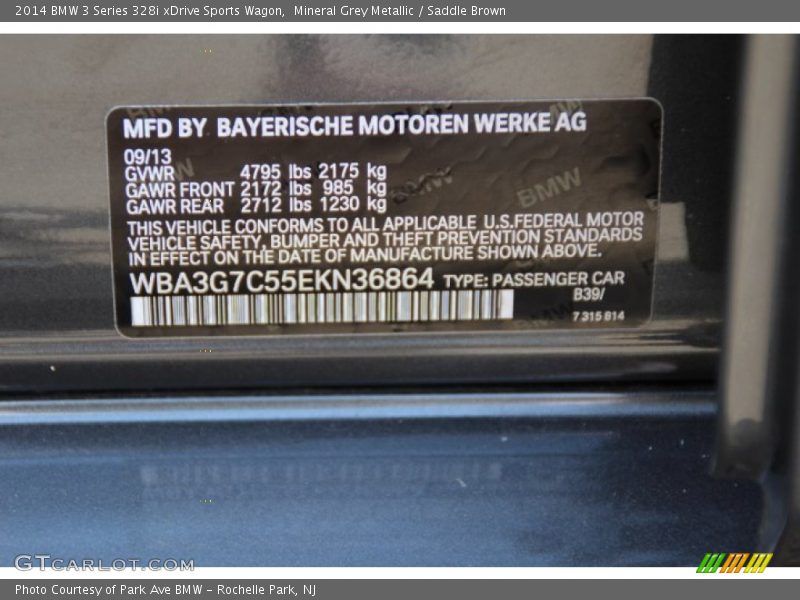 2014 BMW 3 Series 328i xDrive Sports Wagon,  Mineral Grey Metallic / Saddle Brown
MFD BY BAYERISCHE MOTOREN WERKE AG
09/13
GVWR 4795 lbs 2175 kg
GAWR FRONT 2172 lbs 985 kg
GAWR REAR 2712 lbs 1230 kg
THIS VEHICLE CONFORMS TO ALL APPLICABLE U.S.FEDERAL MOTOR
VEHICLE SAFETY, BUMPER AND THEFT PREVENTION STANDARDS
IN EFFECT ON THE DATE OF MANUFACTURE SHOWN ABOVE.
WBA3G7C55EKN36864 TYPE: PASSENGER CAR
B39/
7 315 814
BMW
BMW
GTCARLOT.COM
Photo Courtesy of Park Ave BMW - Rochelle Park, NJ